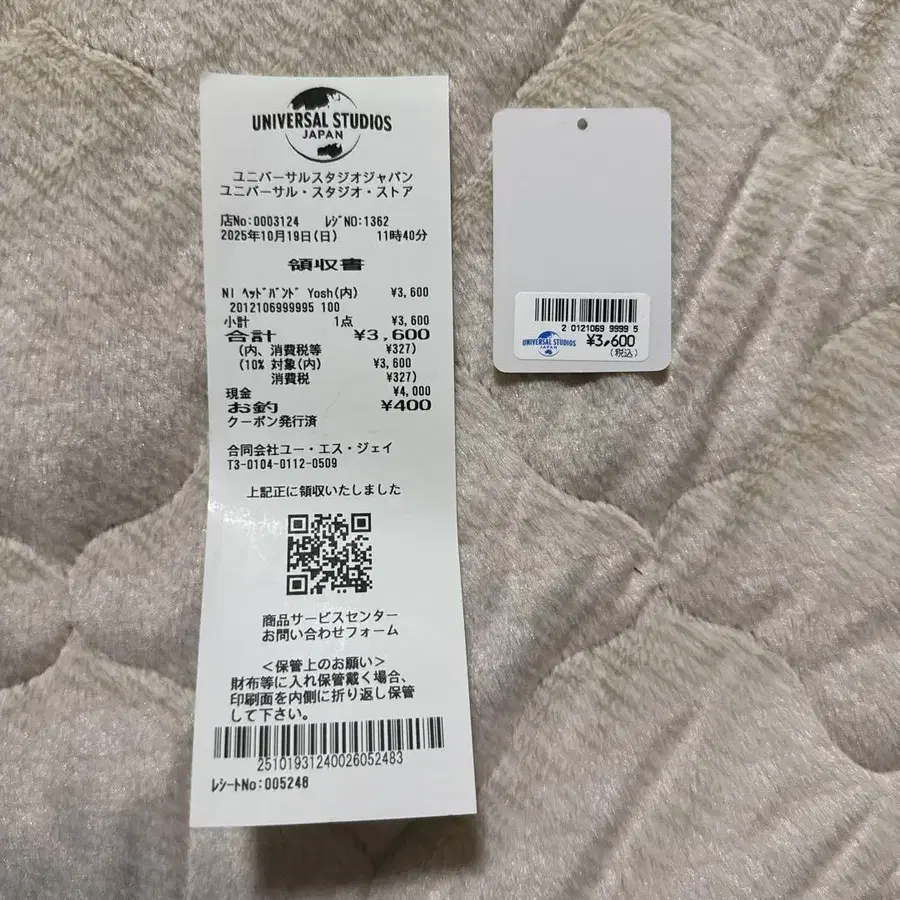 UNIVERSAL STUDIOS
JAPAN
ユニバーサルスタジオジャパン
ユニバーサル・スタジオ・ストア
店No:0003124 レジNO:1362
2025年10月19日(日) 11時40分
領収書
NI ヘッドバンド Yosh(内) ¥3,600
2012106999995 100
小計 1点 ¥3,600
合計 ¥3,600
(内、消費税等 ¥327)
(10% 対象(内) ¥3,600
消費税 ¥327)
現金 ¥4,000
お釣 ¥400
クーポン発行済
合同会社ユー・エス・ジェイ
T3-0104-0112-0509
上記正に領収いたしました
商品サービスセンター
お問い合わせフォーム
<保管上のお願い>
財布等に入れ保管戴く場合、
印刷面を内側に折り返し保管
して下さい。
25101931240026052483
レシートNo:005248
2 0121069 9999 5
UNIVERSAL STUDIOS
JAPAN
¥3,600
(税込)